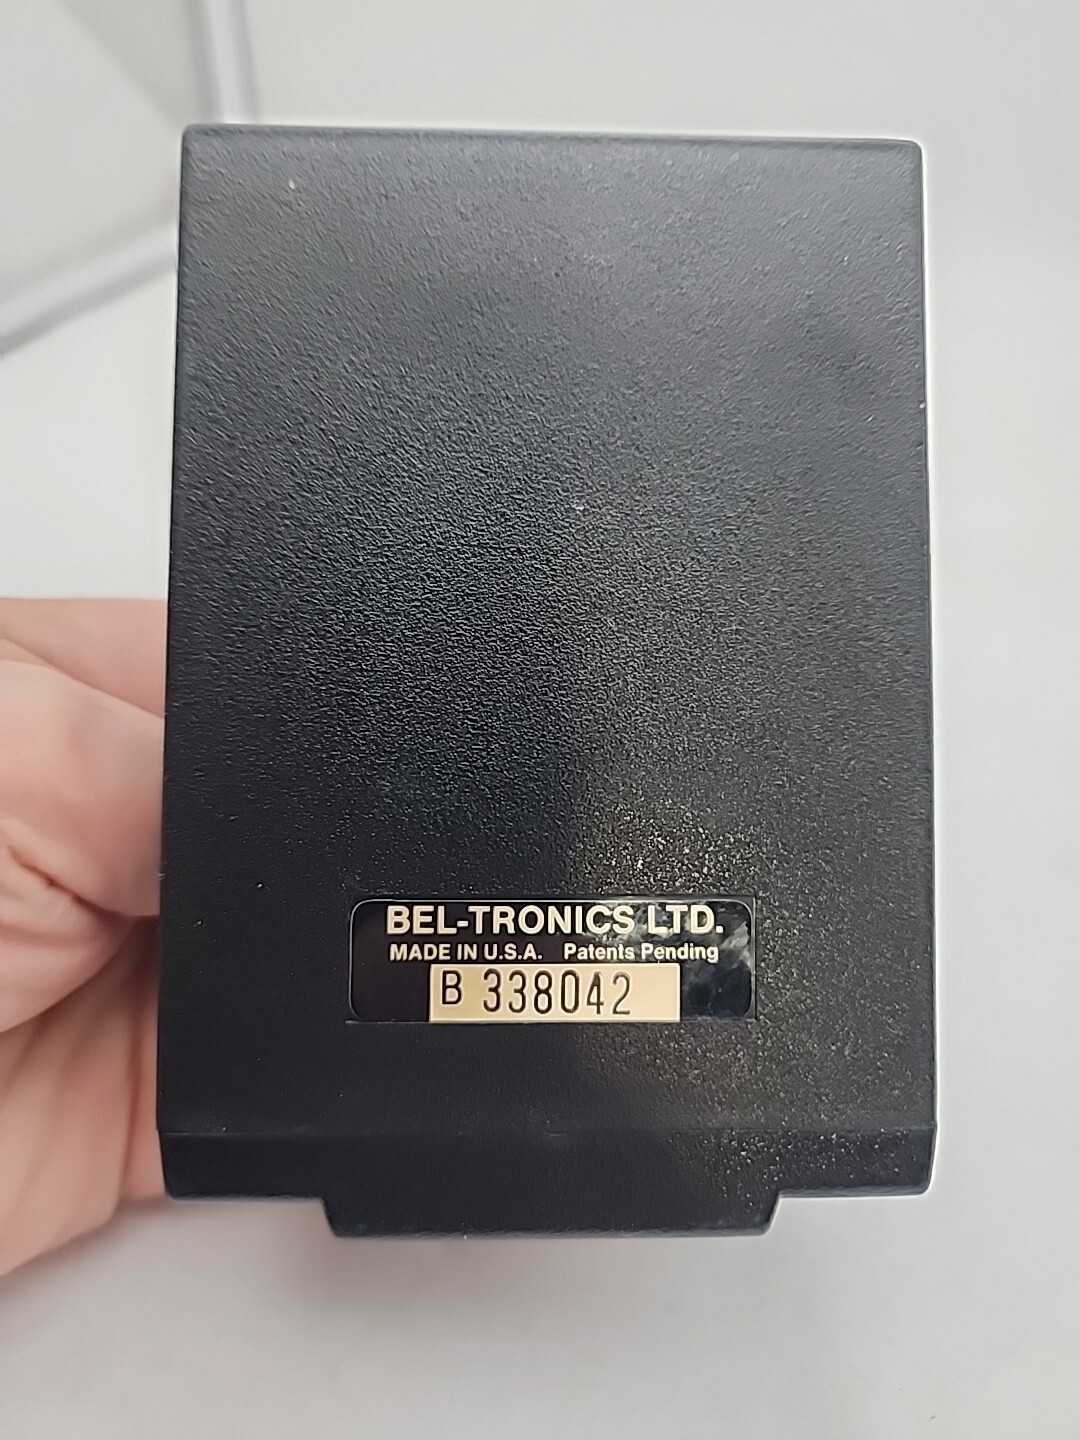 BEL-TRONICS LTD.
MADE IN U.S.A. Patents Pending
B 338042